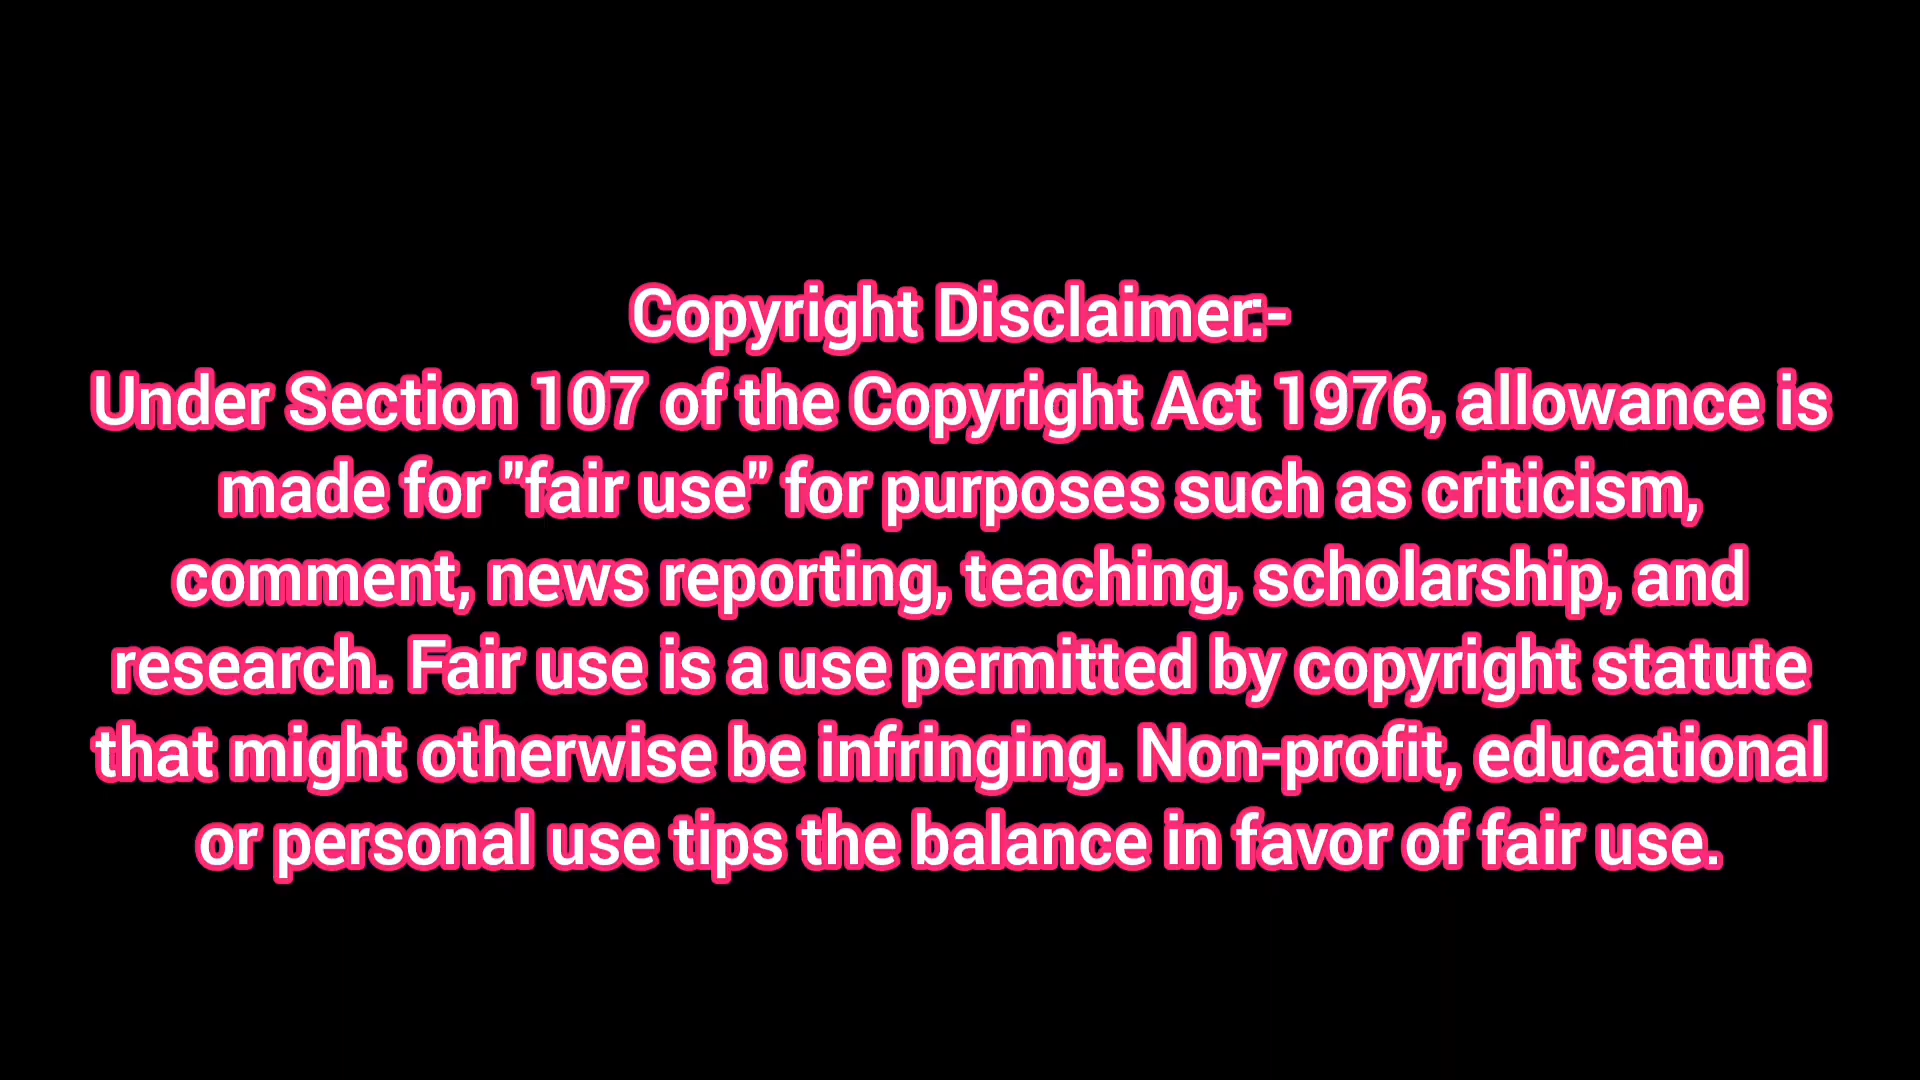 Copyright Disclaimer:-
Under Section 107 of the Copyright Act 1976, allowance is
made for "fair use" for purposes such as criticism,
comment, news reporting, teaching, scholarship, and
research. Fair use is a use permitted by copyright statute
that might otherwise be infringing. Non-profit, educational
or personal use tips the balance in favor of fair use.